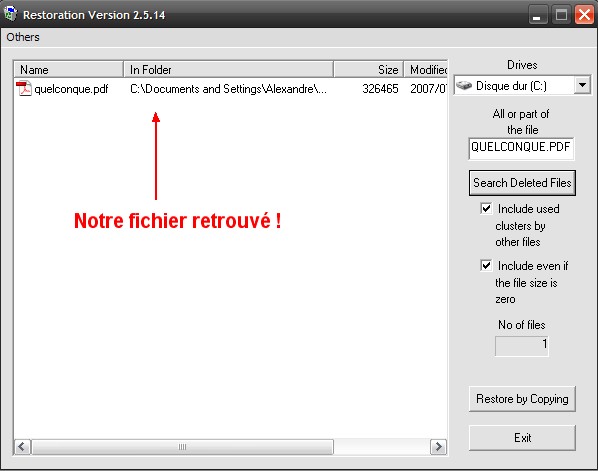 Restoration Version 2.5.14
Others
Name In Folder Size Modified
quelconque.pdf C:\Documents and Settings\Alexandre\... 326465 2007/07
Notre fichier retrouvé !
Drives
Disque dur (C:)
All or part of
the file
QUELCONQUE.PDF
Search Deleted Files
Include used
clusters by
other files
Include even if
the file size is
zero
No of files
1
Restore by Copying
Exit